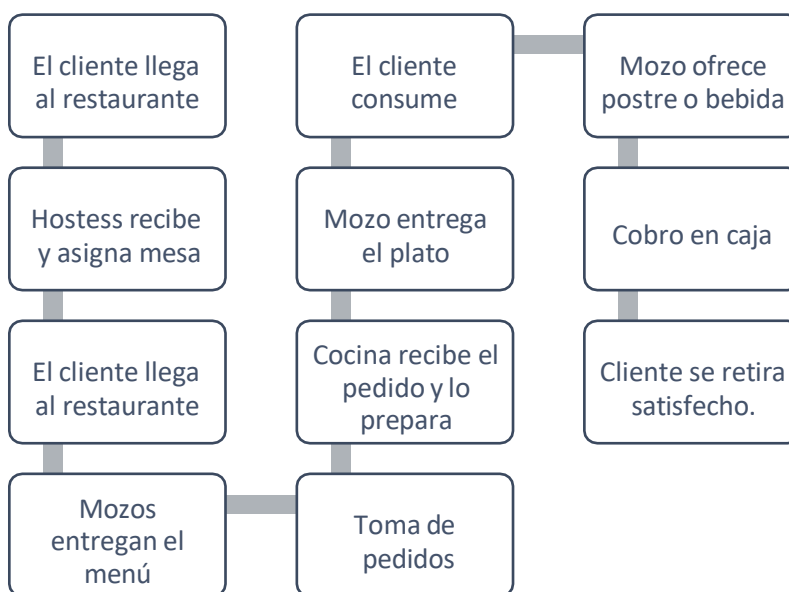 El cliente llega
al restaurante
Hostess recibe
y asigna mesa
El cliente llega
al restaurante
Mozos
entregan el
menú
Toma de
pedidos
Cocina recibe el
pedido y lo
prepara
Mozo entrega
el plato
El cliente
consume
Mozo ofrece
postre o bebida
Cobro en caja
Cliente se retira
satisfecho.